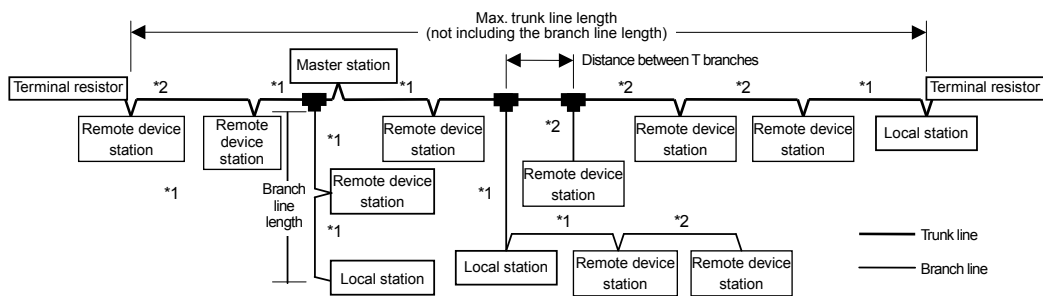 Max. trunk line length
(not including the branch line length)
Master station
Distance between T branches
Terminal resistor
*2
*1
*1
*2
*2
*1
Terminal resistor
Remote device
station
Remote
device
station
*1
Remote device
station
*2
Remote device
station
Remote device
station
Local station
*1
Branch
line
length
Remote device
station
*1
Remote device
station
*1
*1
*2
Local station
Local station
Remote device
station
Remote device
station
Trunk line
Branch line